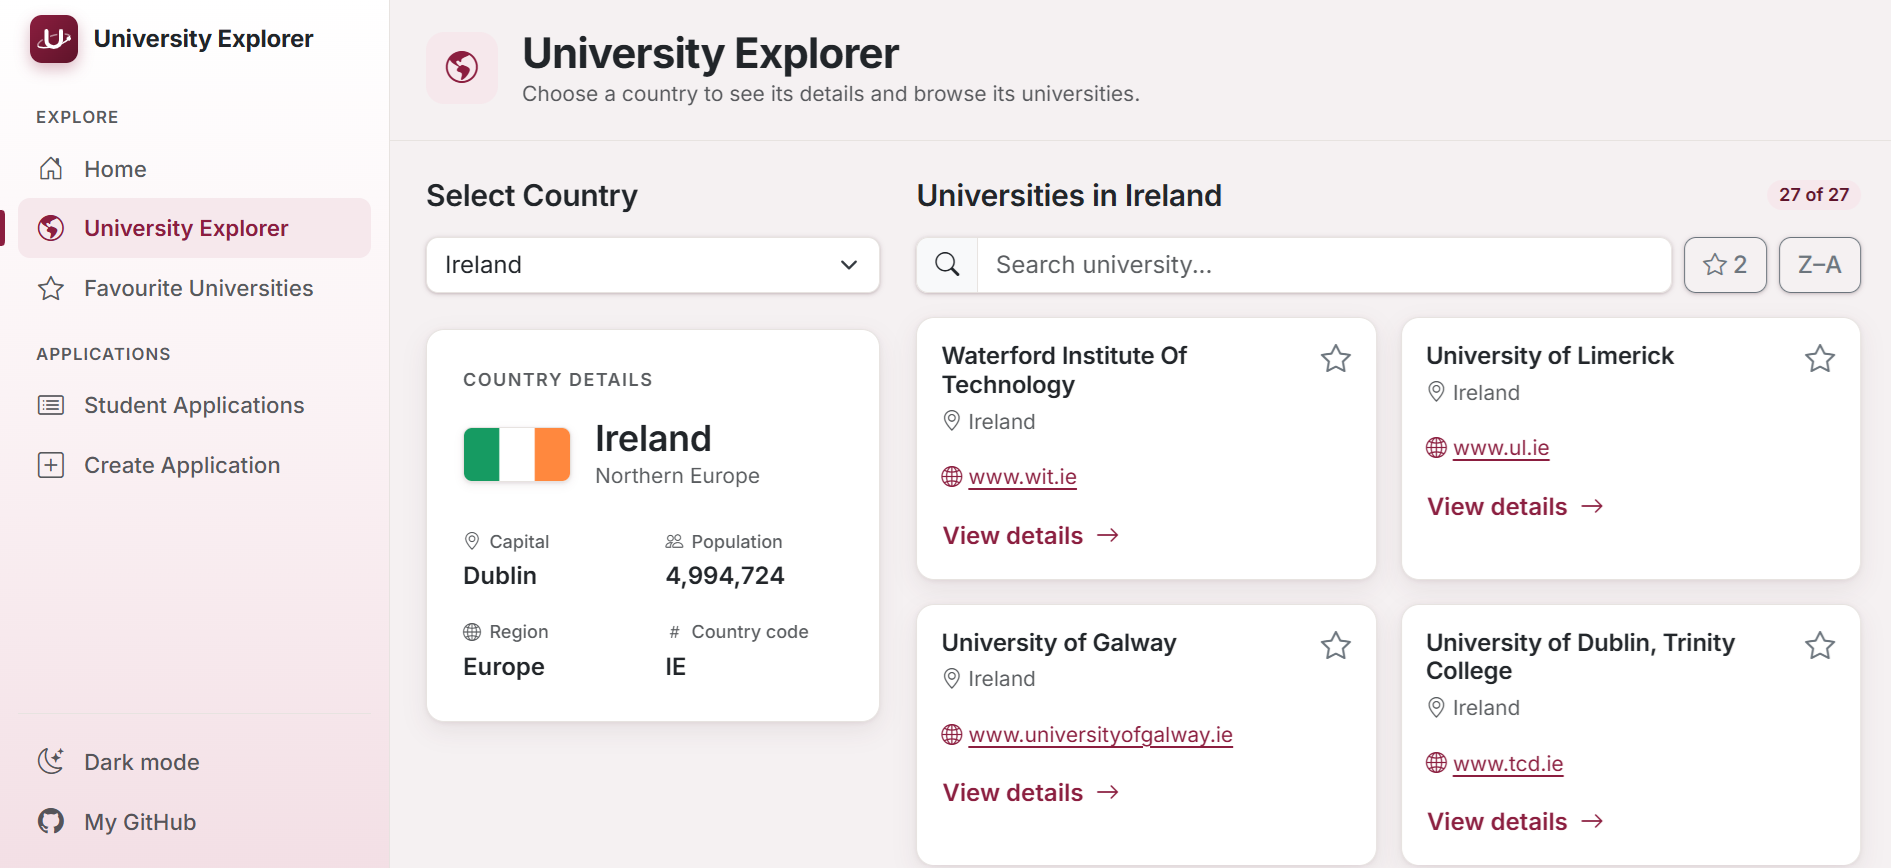 University Explorer
EXPLORE
Home
University Explorer
Favourite Universities
APPLICATIONS
Student Applications
Create Application
Dark mode
My GitHub
University Explorer
Choose a country to see its details and browse its universities.
Select Country
Ireland
COUNTRY DETAILS
Ireland
Northern Europe
Capital
Dublin
Population
4,994,724
Region
Europe
# Country code
IE
Universities in Ireland
27 of 27
Search university...
2
Z–A
Waterford Institute Of
Technology
Ireland
www.wit.ie
View details →
University of Limerick
Ireland
www.ul.ie
View details →
University of Galway
Ireland
www.universityofgalway.ie
View details →
University of Dublin, Trinity
College
Ireland
www.tcd.ie
View details →